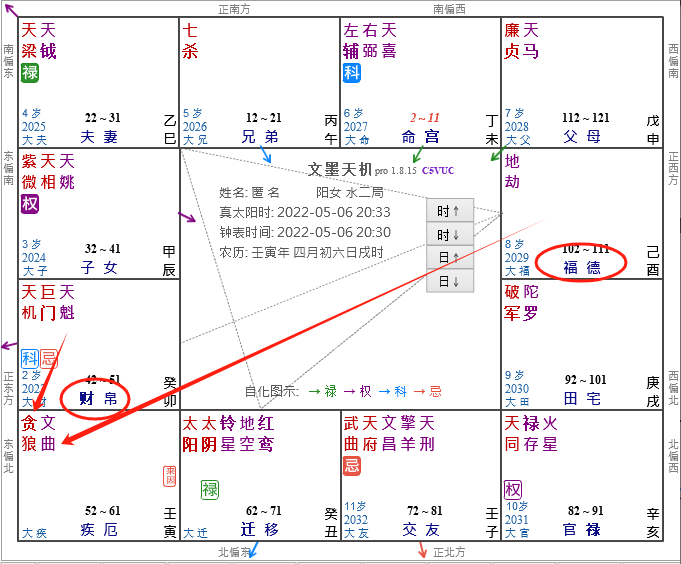 正南方 南偏西
南偏东
东偏南
正东方
东偏北
西偏南
正西方
西偏北
北偏西
北偏东 正北方
天天
梁钺
禄
4岁
2025
大夫
22~31
夫妻
乙巳
七
杀
5岁
2026
大兄
12~21
兄弟
丙午
左右天
辅弼喜
科
6岁
2027
大命
2~11
命宫
丁未
廉天
贞马
7岁
2028
大父
112~121
父母
戊申
紫天天
微相姚
权
3岁
2024
大子
32~41
子女
甲辰
文墨天机 pro 1.8.15 C5VUC
姓名: 匿名 阳女 水二局
真太阳时: 2022-05-06 20:33
钟表时间: 2022-05-06 20:30
农历: 壬寅年 四月初六日戌时
时↑
时↓
日↑
日↓
自化图示: →禄 →权 →科 →忌
地
劫
8岁
2029
大福
102~111
福德
己酉
天巨天
机门魁
科 忌
2岁
42~51
财帛
癸卯
破陀
军罗
9岁
2030
大田
92~101
田宅
庚戌
贪文
狼曲
来因
大疾
52~61
疾厄
壬寅
太太铃地红
阳阴星空鸾
禄
大迁
62~71
迁移
癸丑
武天文擎天
曲府昌羊刑
忌
11岁
2032
大友
72~81
交友
壬子
天禄火
同存星
权
10岁
2031
大官
82~91
官禄
辛亥